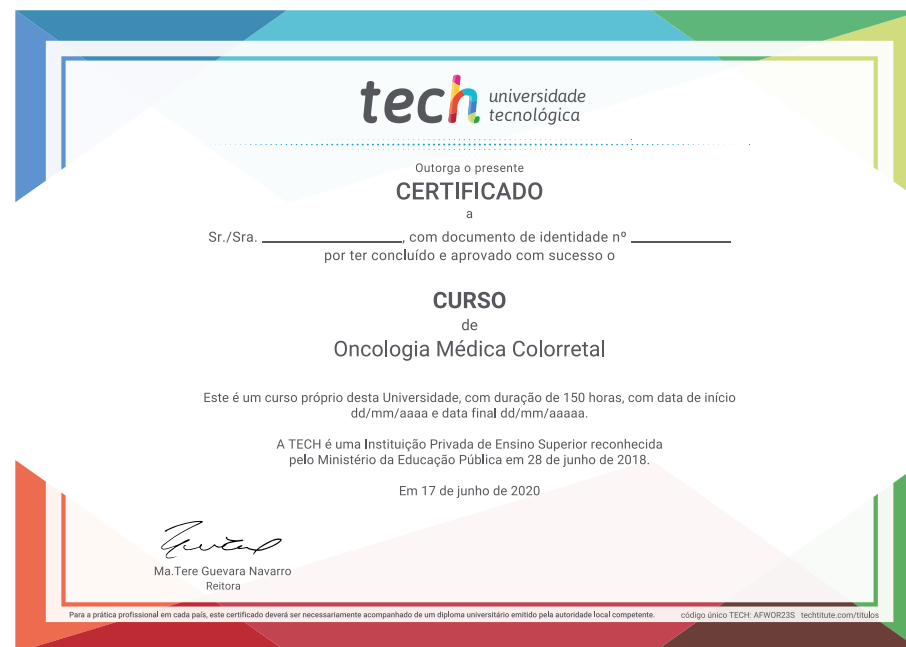 tech universidade
tecnológica
Outorga o presente
CERTIFICADO
a
Sr./Sra. ____________, com documento de identidade nº ____________
por ter concluído e aprovado com sucesso o
CURSO
de
Oncologia Médica Colorretal
Este é um curso próprio desta Universidade, com duração de 150 horas, com data de início
dd/mm/aaaa e data final dd/mm/aaaaa.
A TECH é uma Instituição Privada de Ensino Superior reconhecida
pelo Ministério da Educação Pública em 28 de junho de 2018.
Em 17 de junho de 2020
Ma.Tere Guevara Navarro
Reitora
Para a prática profissional em cada país, este certificado deverá ser necessariamente acompanhado de um diploma universitário emitido pela autoridade local competente. código único TECH: AFWOR23S techtitute.com/titulos